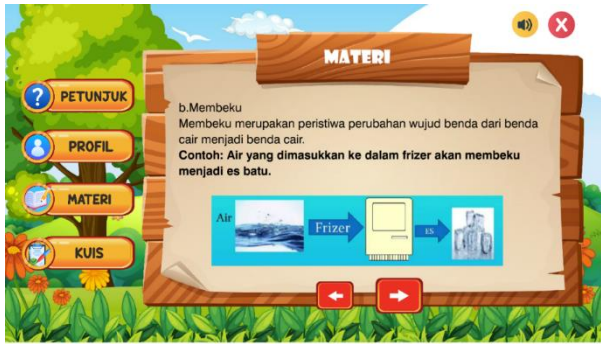 MATERI
PETUNJUK
PROFIL
MATERI
KUIS
b.Membeku
Membeku merupakan peristiwa perubahan wujud benda dari benda
cair menjadi benda cair.
Contoh: Air yang dimasukkan ke dalam frizer akan membeku
menjadi es batu.
Air
Frizer
ES